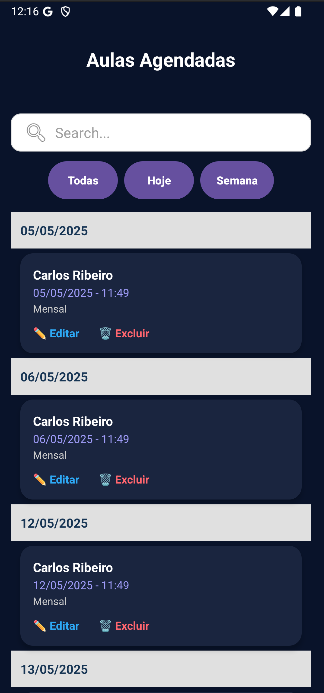 12:16 G
Aulas Agendadas
Search...
Todas Hoje Semana
05/05/2025
Carlos Ribeiro
05/05/2025 - 11:49
Mensal
Editar Excluir
06/05/2025
Carlos Ribeiro
06/05/2025 - 11:49
Mensal
Editar Excluir
12/05/2025
Carlos Ribeiro
12/05/2025 - 11:49
Mensal
Editar Excluir
13/05/2025